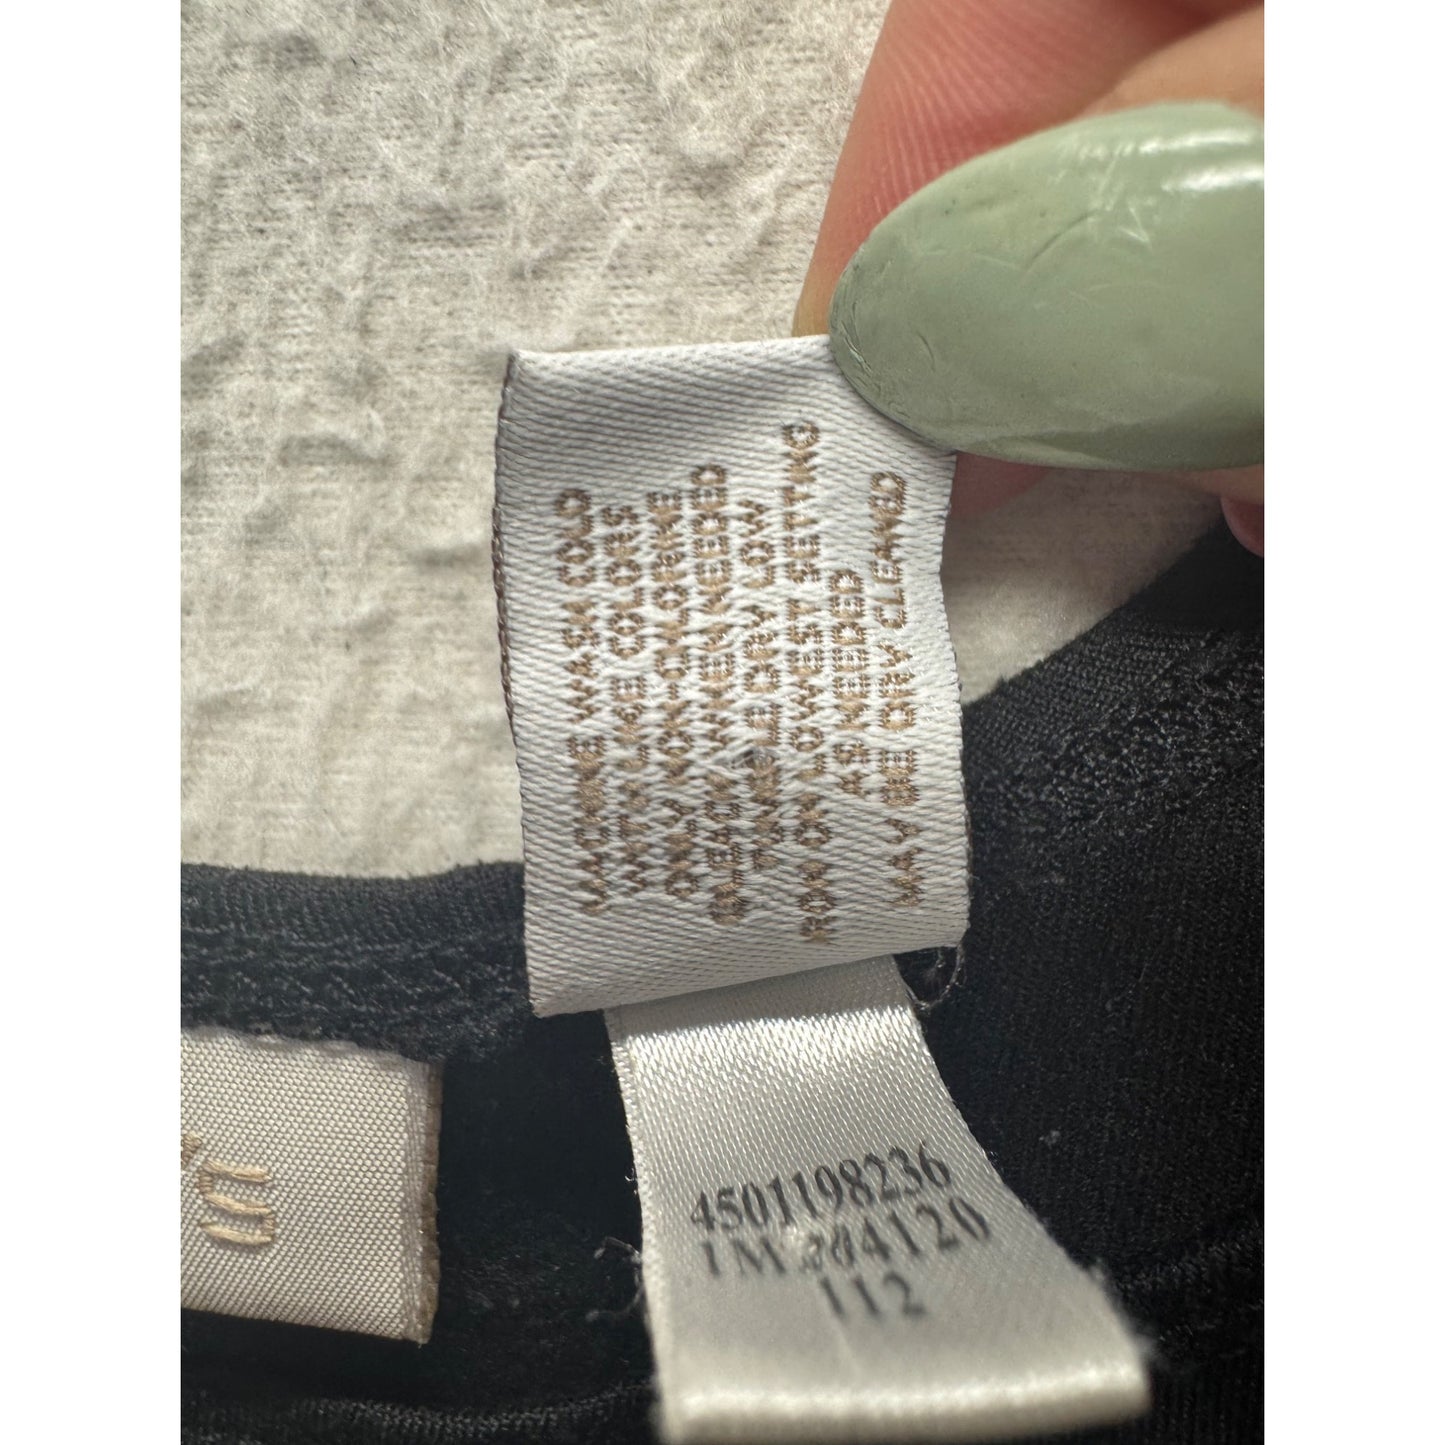 MACHINE WASH COLD
WITH LIKE COLORS
ONLY NON-CHLORINE
BLEACH WHEN NEEDED
TUMBLE DRY LOW
IRON ON LOWEST SETTING
AS NEEDED
MAY BE DRY CLEANED
4501198236
112